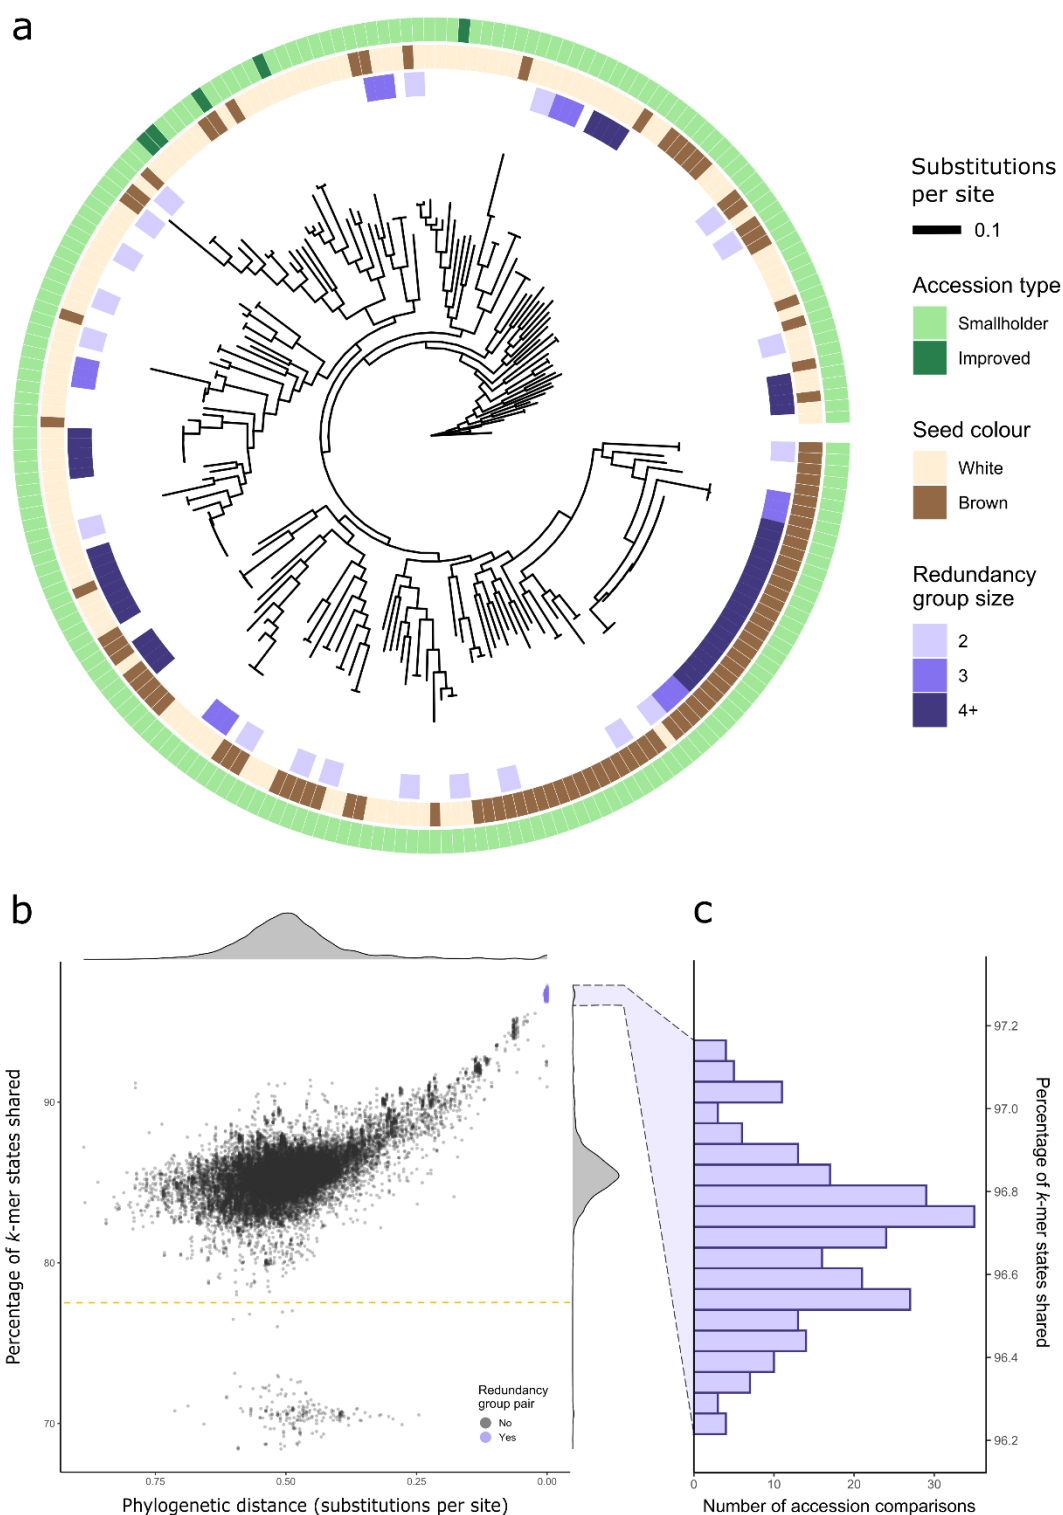 a
Substitutions
per site
0.1
Accession type
Smallholder
Improved
Seed colour
White
Brown
Redundancy
group size
2
3
4+
b
Percentage of k-mer states shared
90
80
70
0.75
0.50
0.25
0.00
Phylogenetic distance (substitutions per site)
Redundancy
group pair
No
Yes
c
97.2
97.0
96.8
96.6
96.4
96.2
Percentage of k-mer states shared
0
10
20
30
Number of accession comparisons